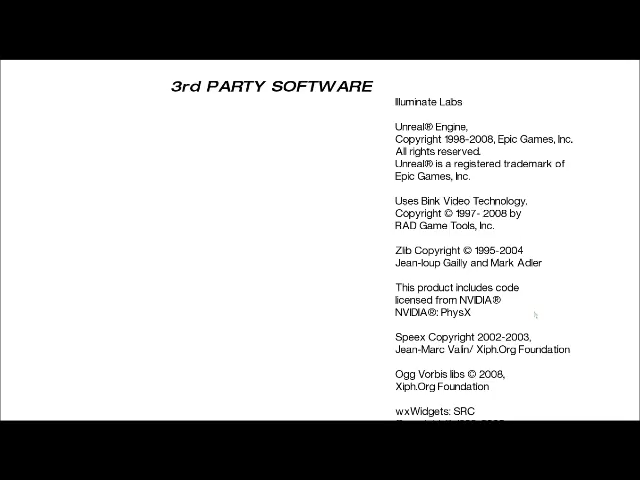 3rd PARTY SOFTWARE
Illuminate Labs
Unreal® Engine,
Copyright 1998-2008, Epic Games, Inc.
All rights reserved.
Unreal® is a registered trademark of
Epic Games, Inc.
Uses Bink Video Technology.
Copyright © 1997- 2008 by
RAD Game Tools, Inc.
Zlib Copyright © 1995-2004
Jean-loup Gailly and Mark Adler
This product includes code
licensed from NVIDIA®
NVIDIA®: PhysX
Speex Copyright 2002-2003,
Jean-Marc Valin/ Xiph.Org Foundation
Ogg Vorbis libs © 2008,
Xiph.Org Foundation
wxWidgets: SRC